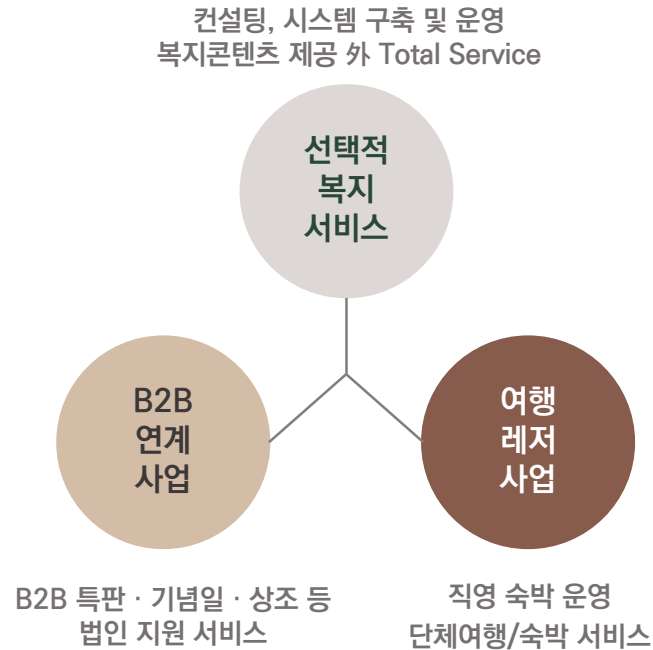 컨설팅, 시스템 구축 및 운영
복지콘텐츠 제공 外 Total Service
선택적
복지
서비스
B2B
연계
사업
여행
레저
사업
B2B 특판 · 기념일 · 상조 등
법인 지원 서비스
직영 숙박 운영
단체여행/숙박 서비스